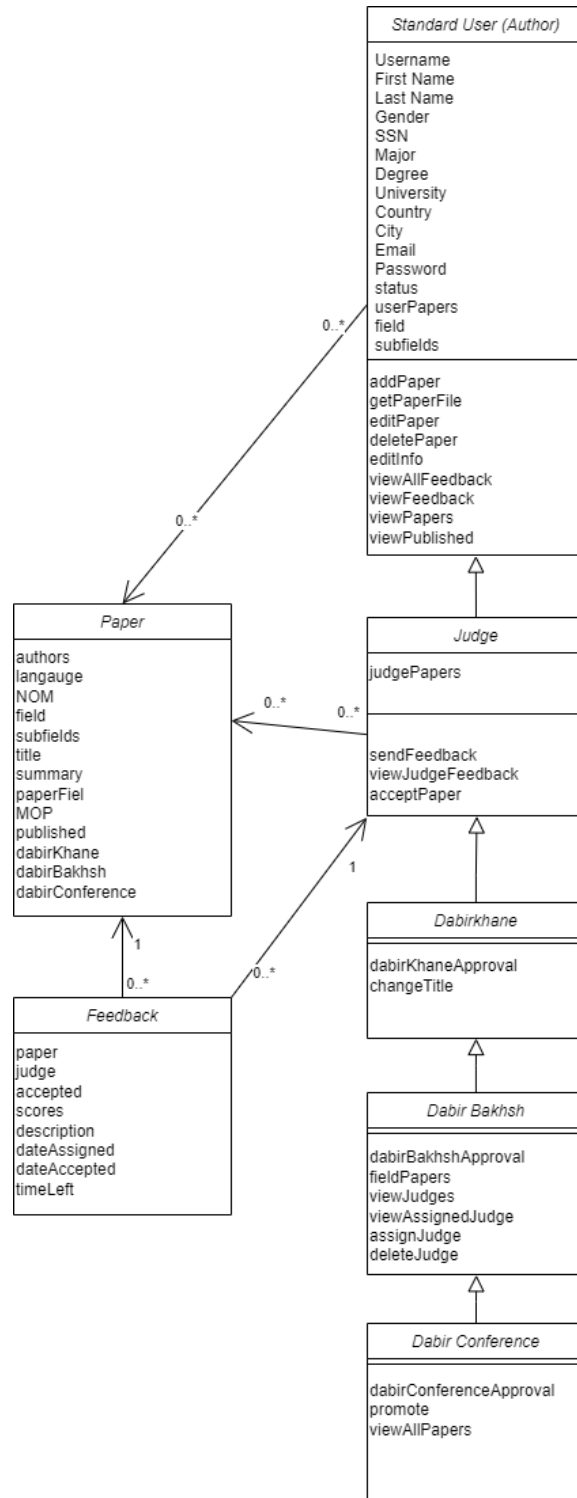 Standard User (Author)
Username
First Name
Last Name
Gender
SSN
Major
Degree
University
Country
City
Email
Password
status
userPapers
field
subfields
addPaper
getPaperFile
editPaper
deletePaper
editInfo
viewAllFeedback
viewFeedback
viewPapers
viewPublished
0..*
0..*
Paper
authors
langauge
NOM
field
subfields
title
summary
paperFiel
MOP
published
dabirKhane
dabirBakhsh
dabirConference
Judge
judgePapers
sendFeedback
viewJudgeFeedback
acceptPaper
0..*
0..*
1
0..*
1
0..*
Feedback
paper
judge
accepted
scores
description
dateAssigned
dateAccepted
timeLeft
Dabirkhane
dabirKhaneApproval
changeTitle
Dabir Bakhsh
dabirBakhshApproval
fieldPapers
viewJudges
viewAssignedJudge
assignJudge
deleteJudge
Dabir Conference
dabirConferenceApproval
promote
viewAllPapers